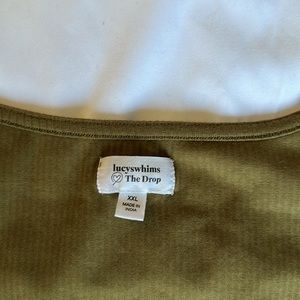 lucyswhims
The Drop
XXL
MADE IN
INDIA